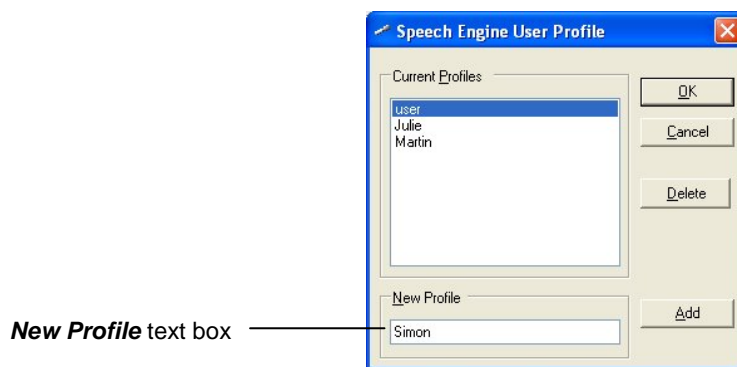 Speech Engine User Profile
Current Profiles
user
Julie
Martin
OK
Cancel
Delete
New Profile
Simon
Add
New Profile text box